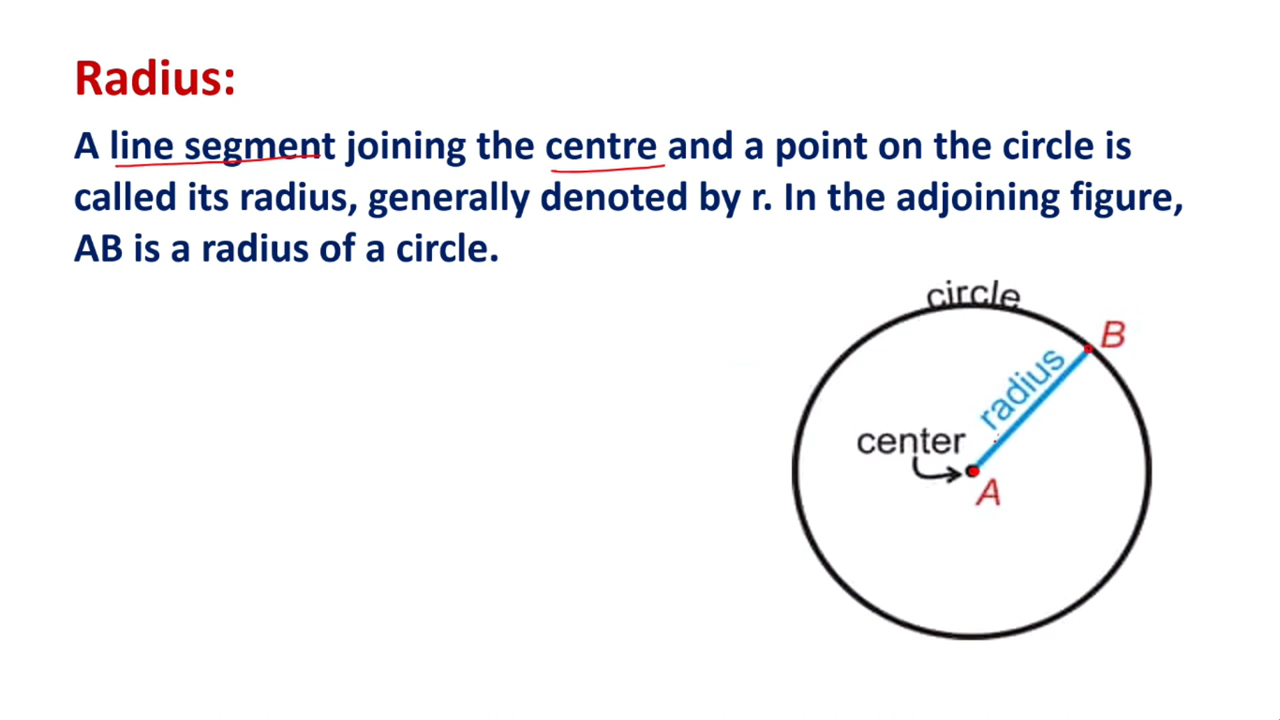 Radius:
A line segment joining the centre and a point on the circle is
called its radius, generally denoted by r. In the adjoining figure,
AB is a radius of a circle.
circle
B
radius
center
A